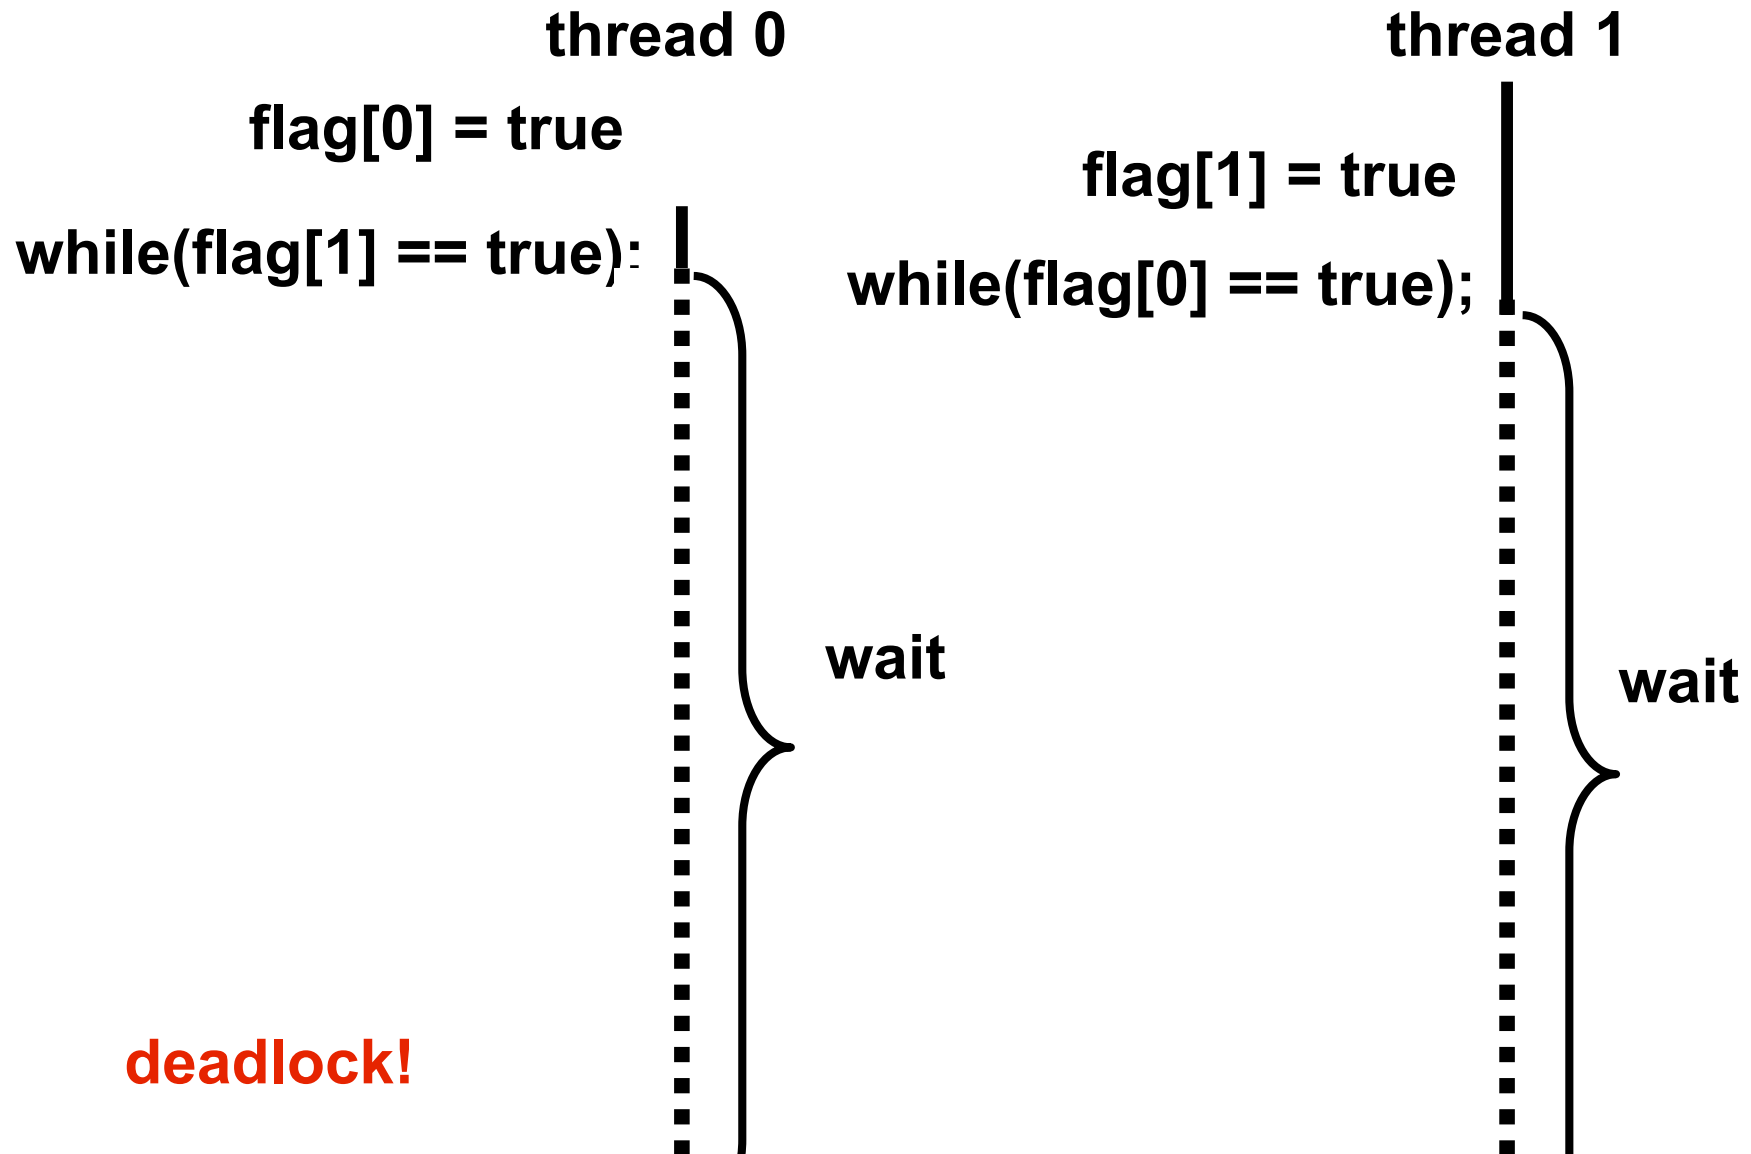 thread 0
thread 1
flag[0] = true
flag[1] = true
while(flag[1] == true);
while(flag[0] == true);
wait
wait
deadlock!